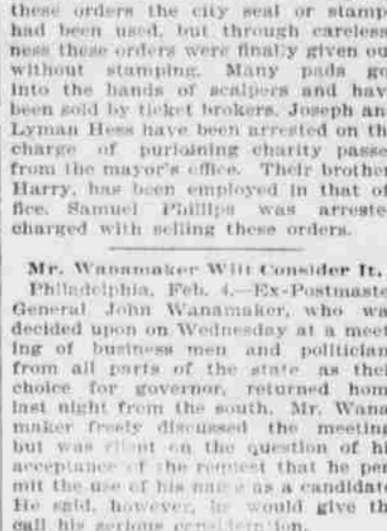 these orders the city seal or stamp
had been used, but through careless
ness these orders were finally given ou
without stamping. Many pads go
into the hands of scalpers and hav
been sold by ticket brokers. Joseph an
Lyman Hess have been arrested on the
charge of purloining charity passe
from the mayor's office. Their brother
Harry, has been employed in that of
fice. Samuel Phillips was arreste
charged with selling these orders.
Mr. Wanamaker Will Consider It.
Philadelphia, Feb. 4.—Ex-Postmaste
General John Wanamaker, who wa
decided upon on Wednesday at a meet
ing of business men and politician
from all parts of the state as thei
choice for governor, returned hom
last night from the south. Mr. Wana
maker freely discussed the meeting
but was silent on the question of hi
acceptance of the request that he per
mit the use of his name as a candidate
He said, however, he would give th
call his serious consideration.